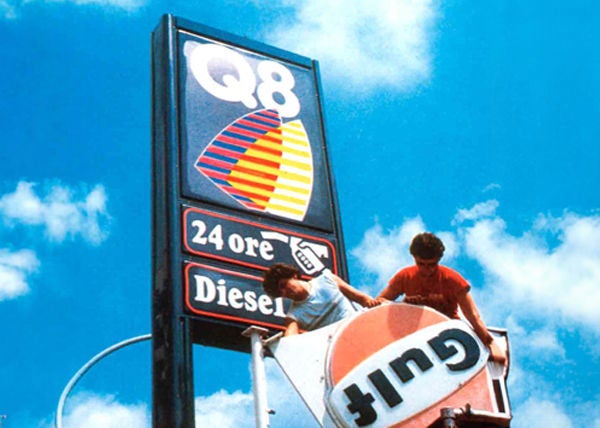 Q8
24 ore
Diesel
Gulf